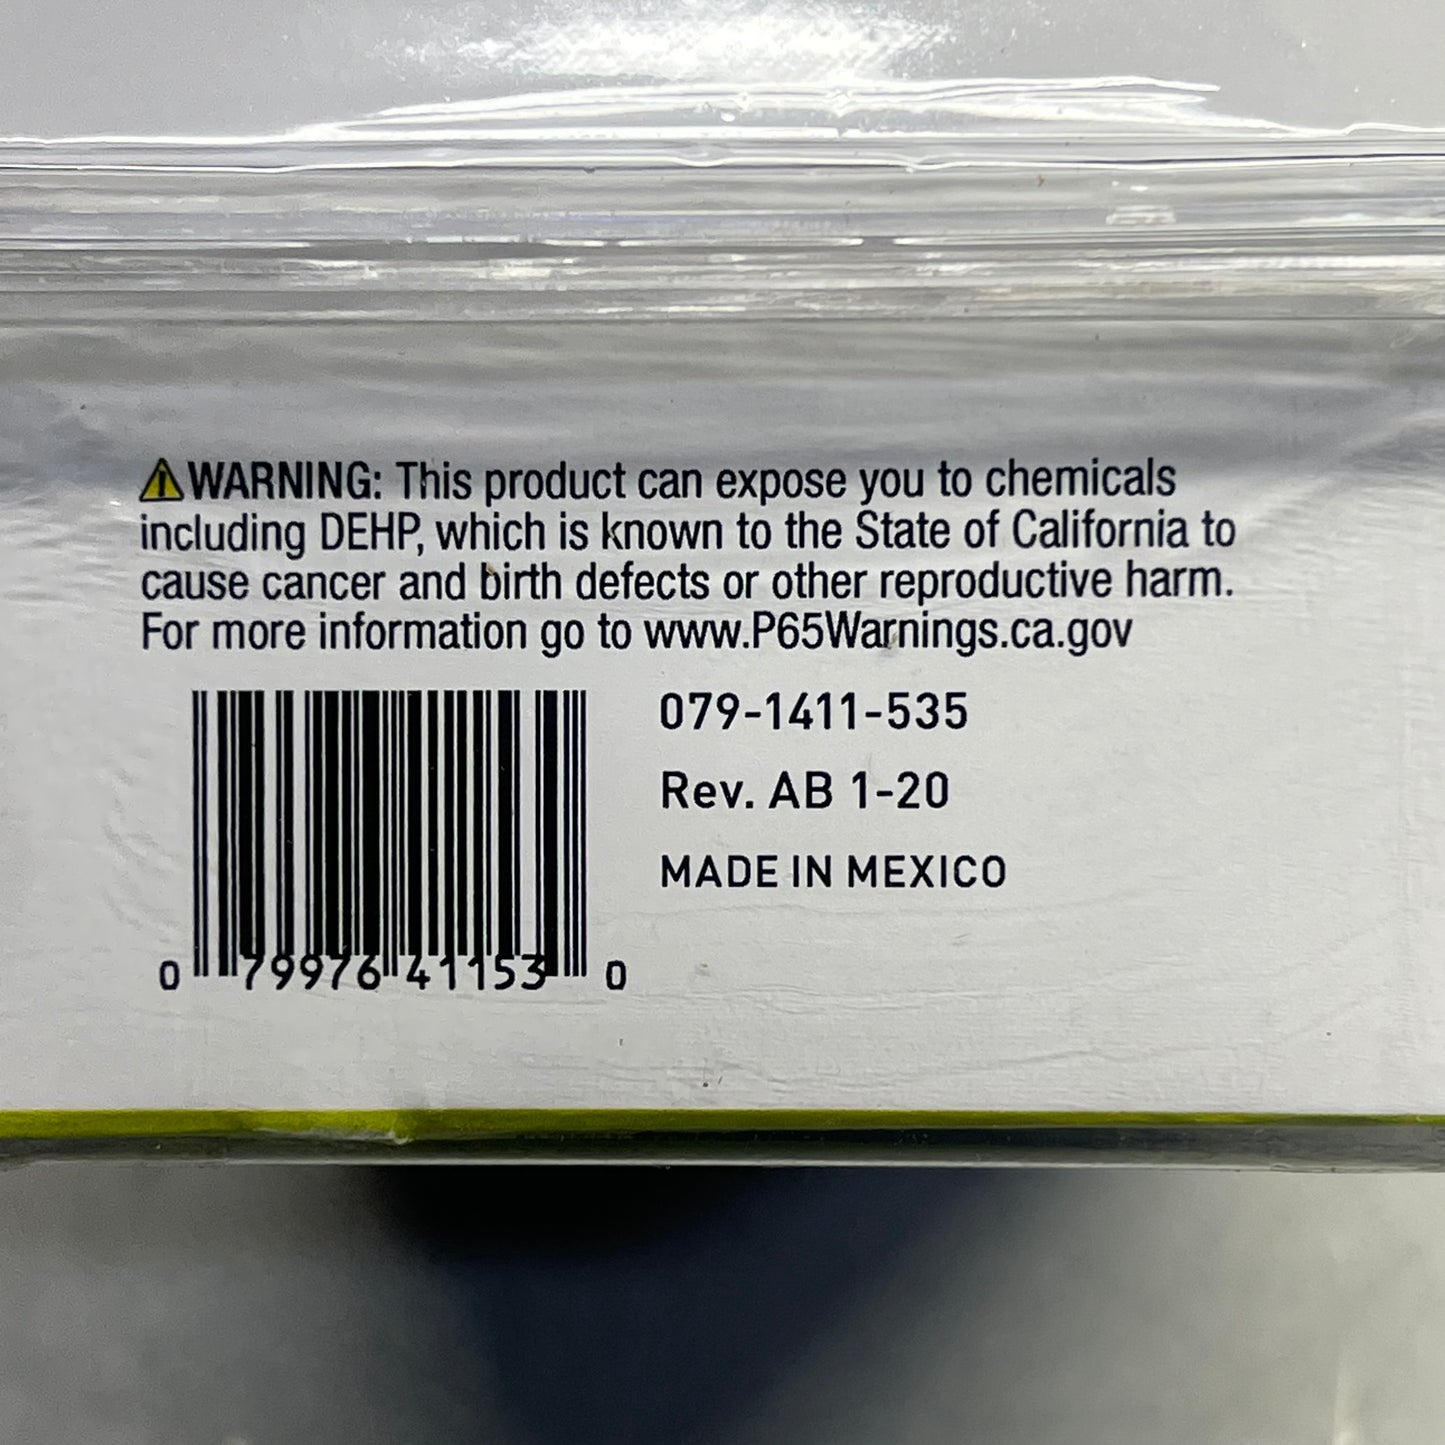 ⚠WARNING: This product can expose you to chemicals
including DEHP, which is known to the State of California to
cause cancer and birth defects or other reproductive harm.
For more information go to www.P65Warnings.ca.gov
079-1411-535
Rev. AB 1-20
MADE IN MEXICO
0 79976 41153 0